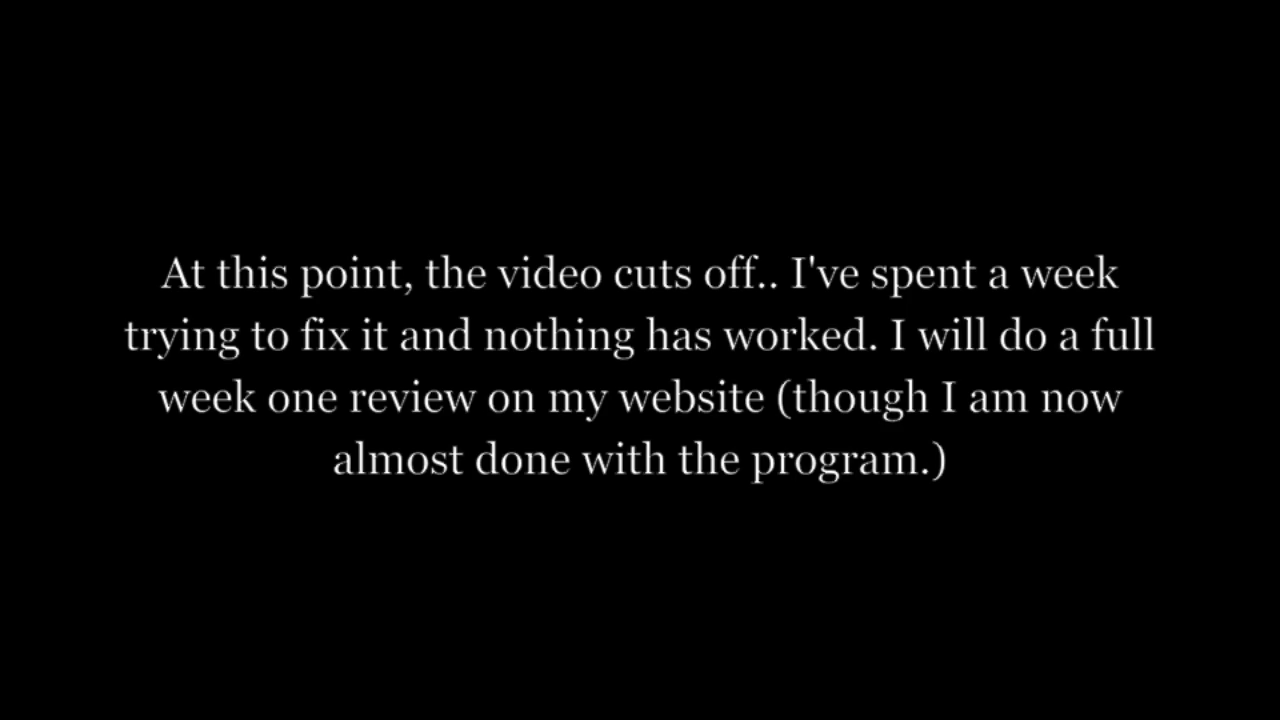 At this point, the video cuts off.. I've spent a week
trying to fix it and nothing has worked. I will do a full
week one review on my website (though I am now
almost done with the program.)